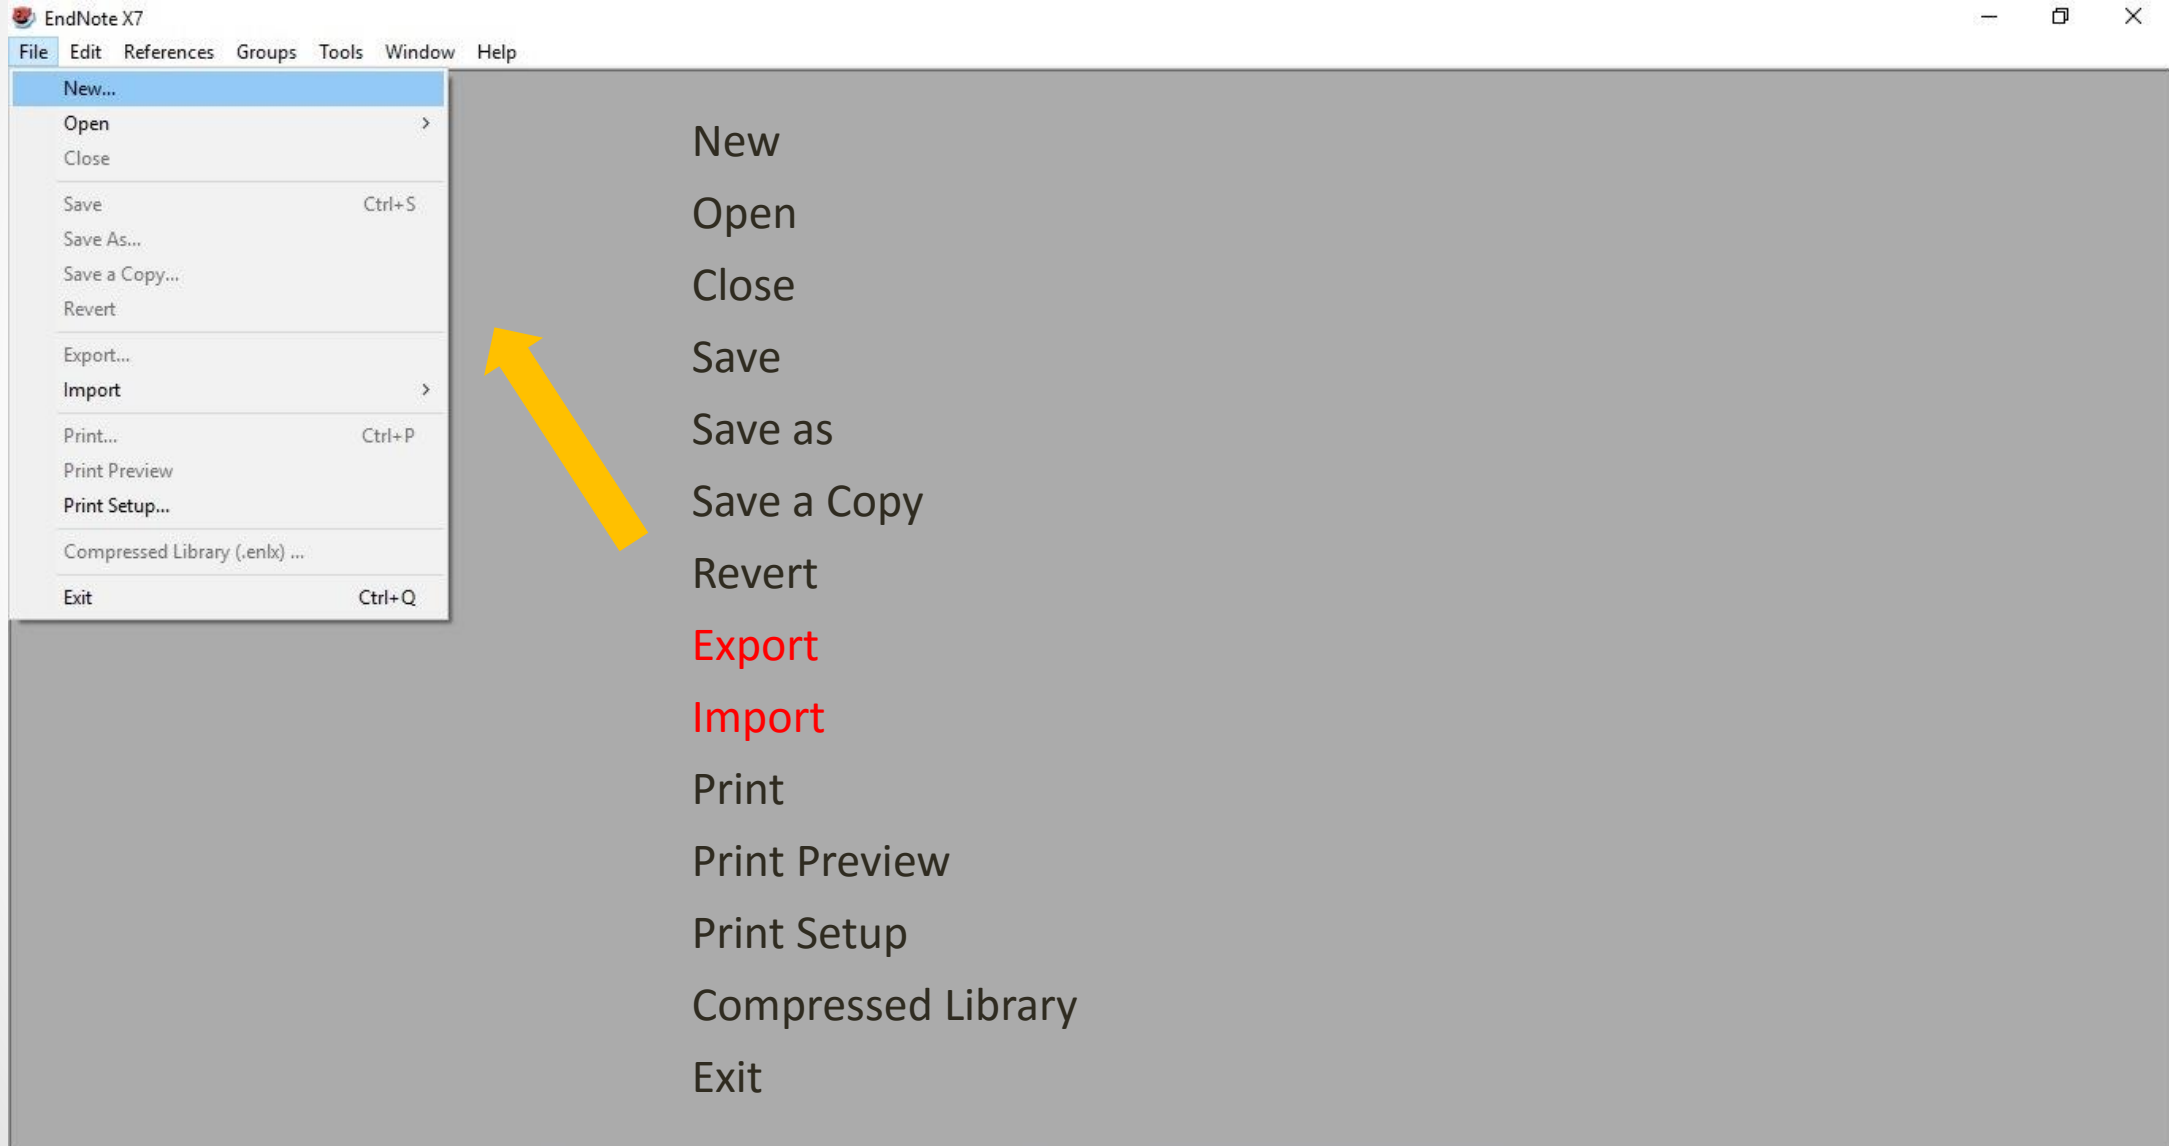 EndNote X7
File Edit References Groups Tools Window Help
New...
Open
Close
Save Ctrl+S
Save As...
Save a Copy...
Revert
Export...
Import
Print... Ctrl+P
Print Preview
Print Setup...
Compressed Library (.enlx) ...
Exit Ctrl+Q
New
Open
Close
Save
Save as
Save a Copy
Revert
Export
Import
Print
Print Preview
Print Setup
Compressed Library
Exit